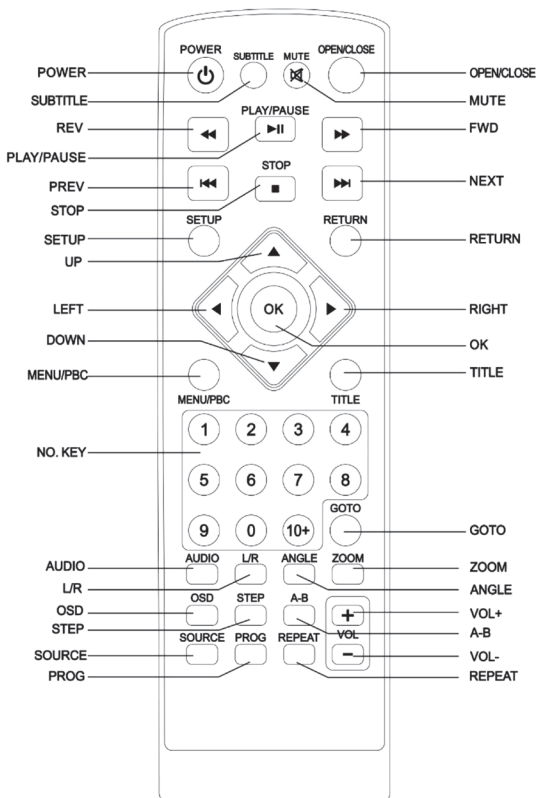 POWER SUBTITLE MUTE OPEN/CLOSE
POWER OPEN/CLOSE
SUBTITLE MUTE
PLAY/PAUSE
REV FWD
PLAY/PAUSE
STOP
PREV NEXT
STOP
SETUP RETURN
SETUP RETURN
UP
LEFT OK RIGHT
DOWN OK
MENU/PBC TITLE
MENU/PBC TITLE
1 2 3 4
NO. KEY
5 6 7 8
GOTO
9 0 10+ GOTO
AUDIO L/R ANGLE ZOOM
AUDIO ZOOM
L/R ANGLE
OSD STEP A-B
OSD + VOL+
STEP A-B
SOURCE PROG REPEAT VOL
SOURCE − VOL-
PROG REPEAT